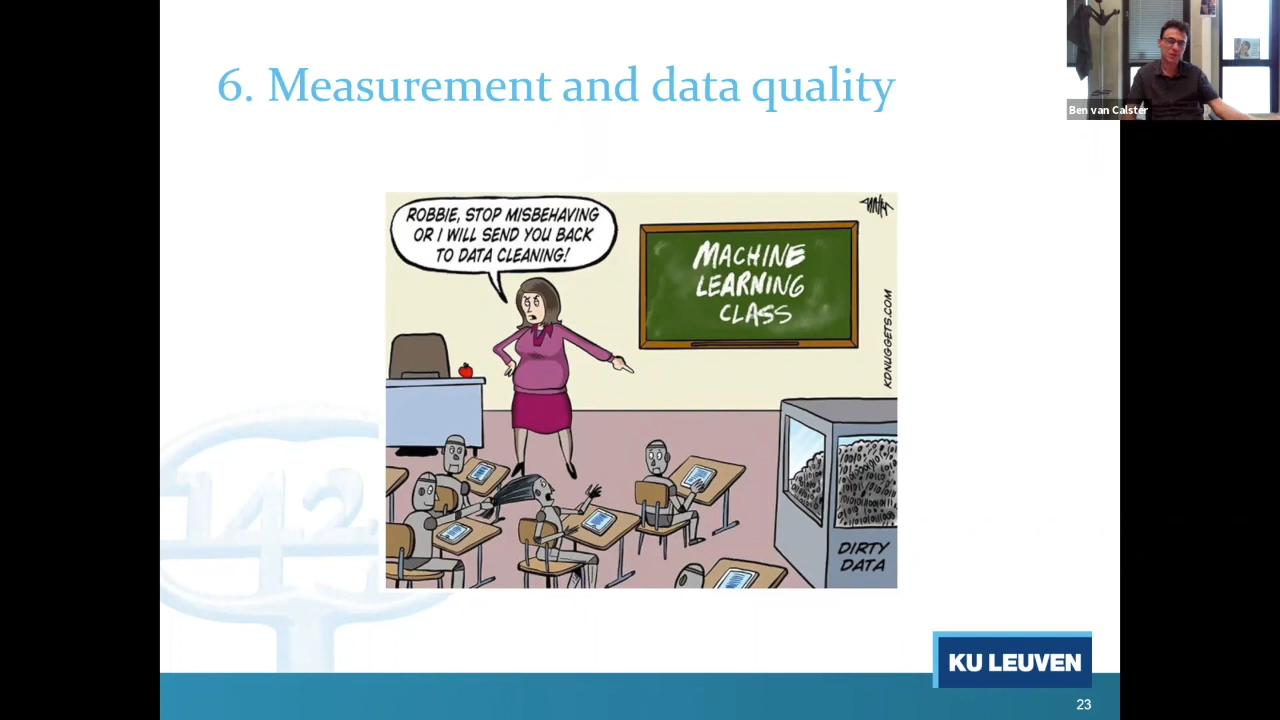 6. Measurement and data quality
Ben van Calster
ROBBIE, STOP MISBEHAVING
OR I WILL SEND YOU BACK
TO DATA CLEANING!
MACHINE
LEARNING
CLASS
KDNUGGETS.COM
DIRTY
DATA
142
KU LEUVEN
23